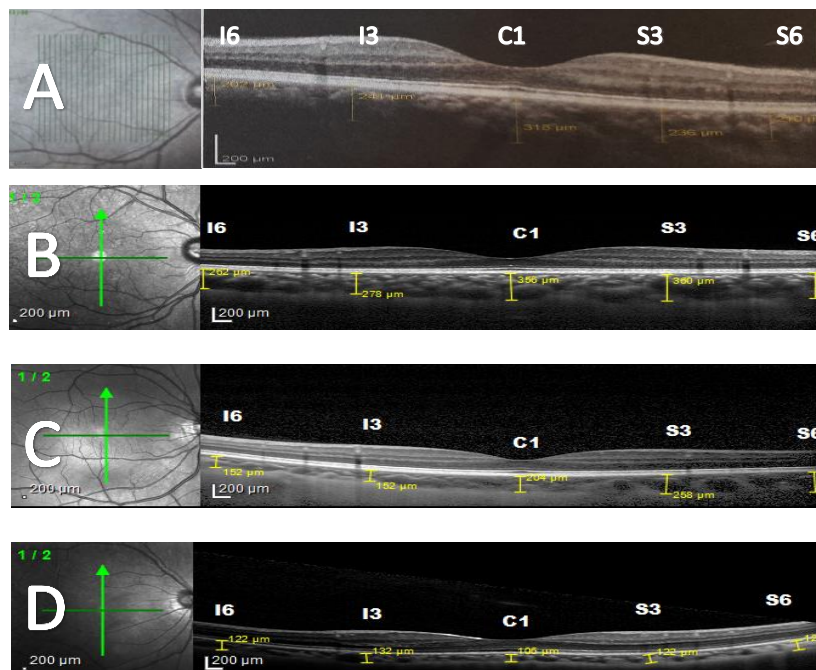 A
I6 I3 C1 S3 S6
202 µm 241 µm 318 µm 236 µm
200 µm
B
I6 I3 C1 S3 S6
262 µm 278 µm 356 µm 360 µm
200 µm 200 µm
1 / 2
C
I6 I3 C1 S3 S6
152 µm 152 µm 204 µm 258 µm
200 µm 200 µm
1 / 2
D
I6 I3 C1 S3 S6
122 µm 132 µm 106 µm 122 µm
200 µm 200 µm